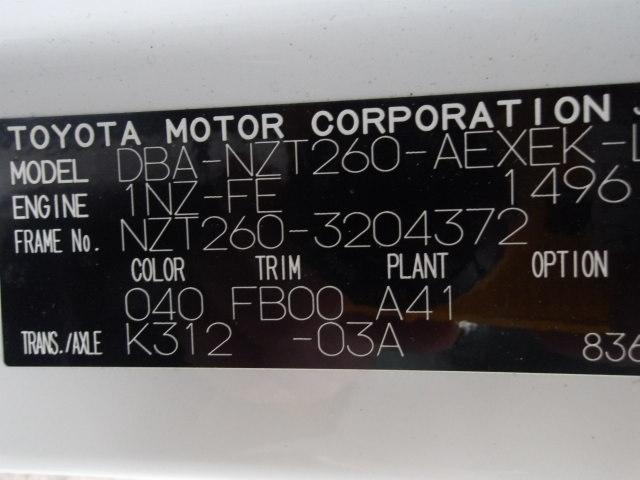 TOYOTA MOTOR CORPORATION
MODEL DBA-NZT260-AEXEK-
ENGINE 1NZ-FE 1496
FRAME No. NZT260-3204372
COLOR TRIM PLANT OPTION
040 FB00 A41
TRANS./AXLE K312 -03A
836